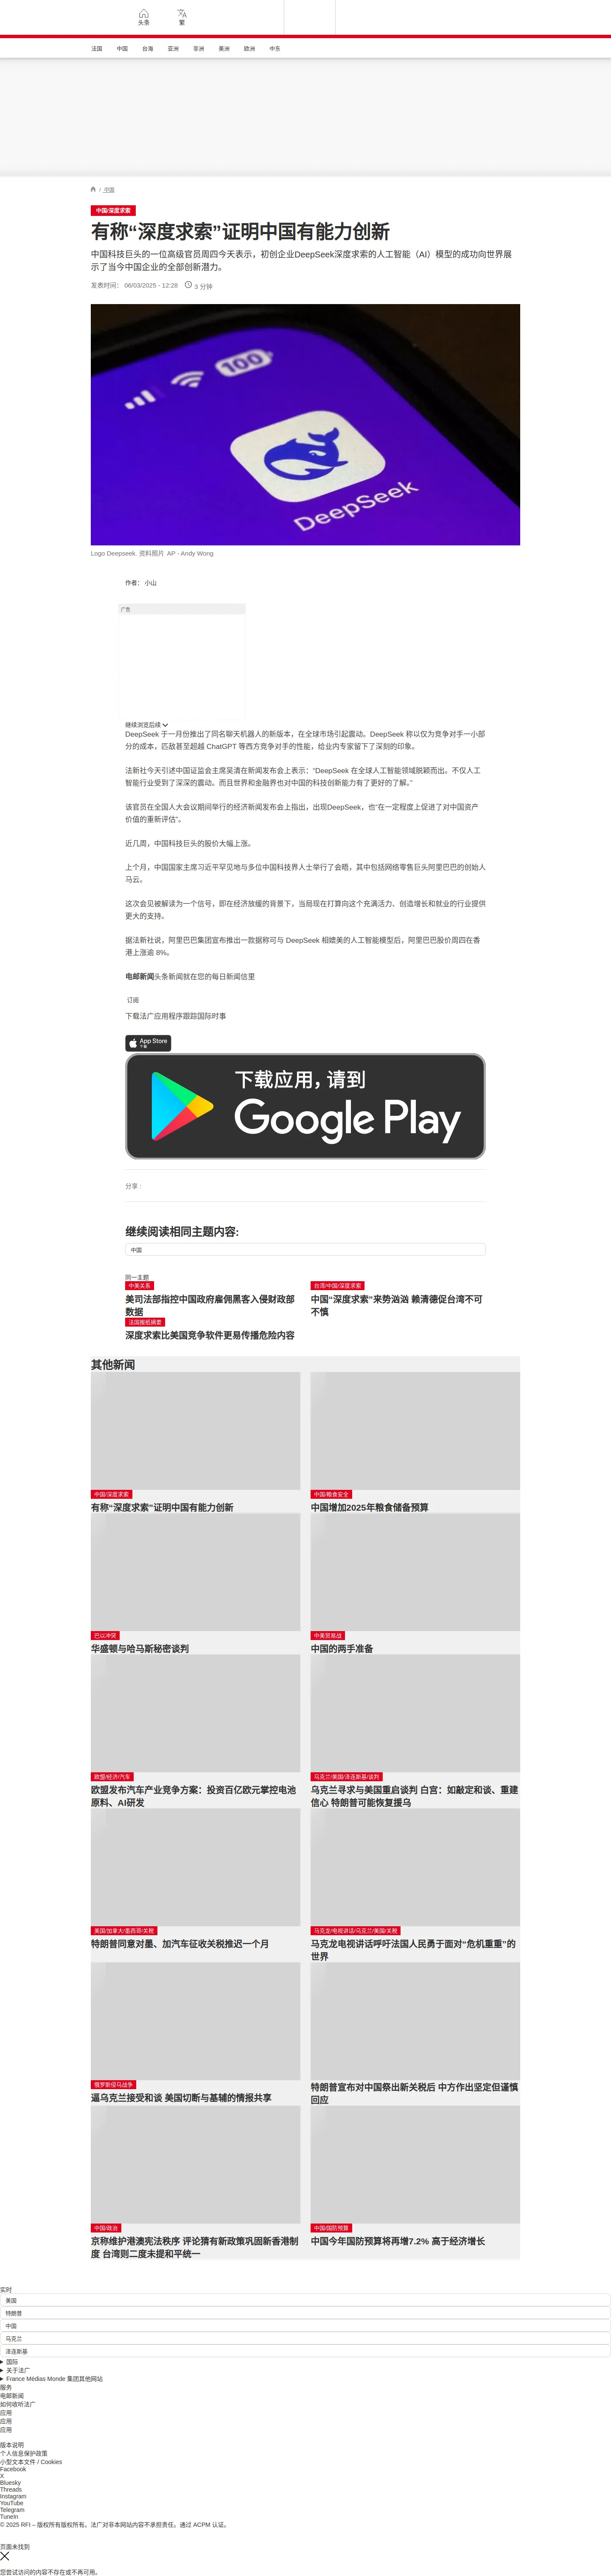 头条
繁
法国
中国
台海
亚洲
非洲
美洲
欧洲
中东
/ 中国
中国/深度求索
有称“深度求索”证明中国有能力创新
中国科技巨头的一位高级官员周四今天表示，初创企业DeepSeek深度求索的人工智能（AI）模型的成功向世界展
示了当今中国企业的全部创新潜力。
发表时间： 06/03/2025 - 12:28
3 分钟
100
DeepSeek
Logo Deepseek. 资料照片 AP - Andy Wong
作者： 小山
广告
继续浏览后续
DeepSeek 于一月份推出了同名聊天机器人的新版本，在全球市场引起震动。DeepSeek 称以仅为竞争对手一小部
分的成本，匹敌甚至超越 ChatGPT 等西方竞争对手的性能，给业内专家留下了深刻的印象。
法新社今天引述中国证监会主席吴清在新闻发布会上表示：“DeepSeek 在全球人工智能领域脱颖而出。不仅人工
智能行业受到了深深的震动。而且世界和金融界也对中国的科技创新能力有了更好的了解。”
该官员在全国人大会议期间举行的经济新闻发布会上指出，出现DeepSeek，也“在一定程度上促进了对中国资产
价值的重新评估”。
近几周，中国科技巨头的股价大幅上涨。
上个月，中国国家主席习近平罕见地与多位中国科技界人士举行了会晤，其中包括网络零售巨头阿里巴巴的创始人
马云。
这次会见被解读为一个信号，即在经济放缓的背景下，当局现在打算向这个充满活力、创造增长和就业的行业提供
更大的支持。
据法新社说，阿里巴巴集团宣布推出一款据称可与 DeepSeek 相媲美的人工智能模型后，阿里巴巴股价周四在香
港上涨逾 8%。
电邮新闻头条新闻就在您的每日新闻信里
订阅
下载法广应用程序跟踪国际时事
App Store
下载
下载应用，请到
Google Play
分享 :
继续阅读相同主题内容:
中国
同一主题
中美关系
美司法部指控中国政府雇佣黑客入侵财政部
数据
台湾/中国/深度求索
中国“深度求索”来势汹汹 赖清德促台湾不可
不慎
法国报纸摘要
深度求索比美国竞争软件更易传播危险内容
其他新闻
中国/深度求索
有称“深度求索”证明中国有能力创新
中国/粮食安全
中国增加2025年粮食储备预算
巴以冲突
华盛顿与哈马斯秘密谈判
中美贸易战
中国的两手准备
欧盟/经济/汽车
欧盟发布汽车产业竞争方案：投资百亿欧元掌控电池
原料、AI研发
乌克兰/美国/泽连斯基/谈判
乌克兰寻求与美国重启谈判 白宫：如敲定和谈、重建
信心 特朗普可能恢复援乌
美国/加拿大/墨西哥/关税
特朗普同意对墨、加汽车征收关税推迟一个月
马克龙/电视讲话/乌克兰/美国/关税
马克龙电视讲话呼吁法国人民勇于面对“危机重重”的
世界
俄罗斯侵乌战争
逼乌克兰接受和谈 美国切断与基辅的情报共享
特朗普宣布对中国祭出新关税后 中方作出坚定但谨慎
回应
中国/政治
京称维护港澳宪法秩序 评论猜有新政策巩固新香港制
度 台湾则二度未提和平统一
中国/国防预算
中国今年国防预算将再增7.2% 高于经济增长
实时
美国
特朗普
中国
乌克兰
泽连斯基
国际
关于法广
France Médias Monde 集团其他网站
服务
电邮新闻
如何收听法广
应用
应用
应用
版本说明
个人信息保护政策
小型文本文件 / Cookies
Facebook
X
Bluesky
Threads
Instagram
YouTube
Telegram
TuneIn
© 2025 RFI – 版权所有版权所有。法广对非本网站内容不承担责任。通过 ACPM 认证。
页面未找到
您尝试访问的内容不存在或不再可用。